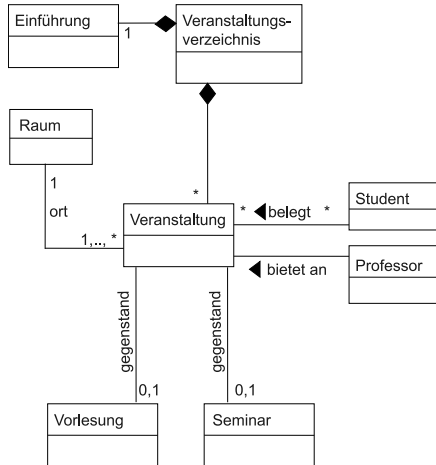 Einführung
1
Veranstaltungs-
verzeichnis
Raum
1
ort
1,.., *
*
Veranstaltung
* belegt *
Student
bietet an
Professor
gegenstand
gegenstand
0,1
0,1
Vorlesung
Seminar